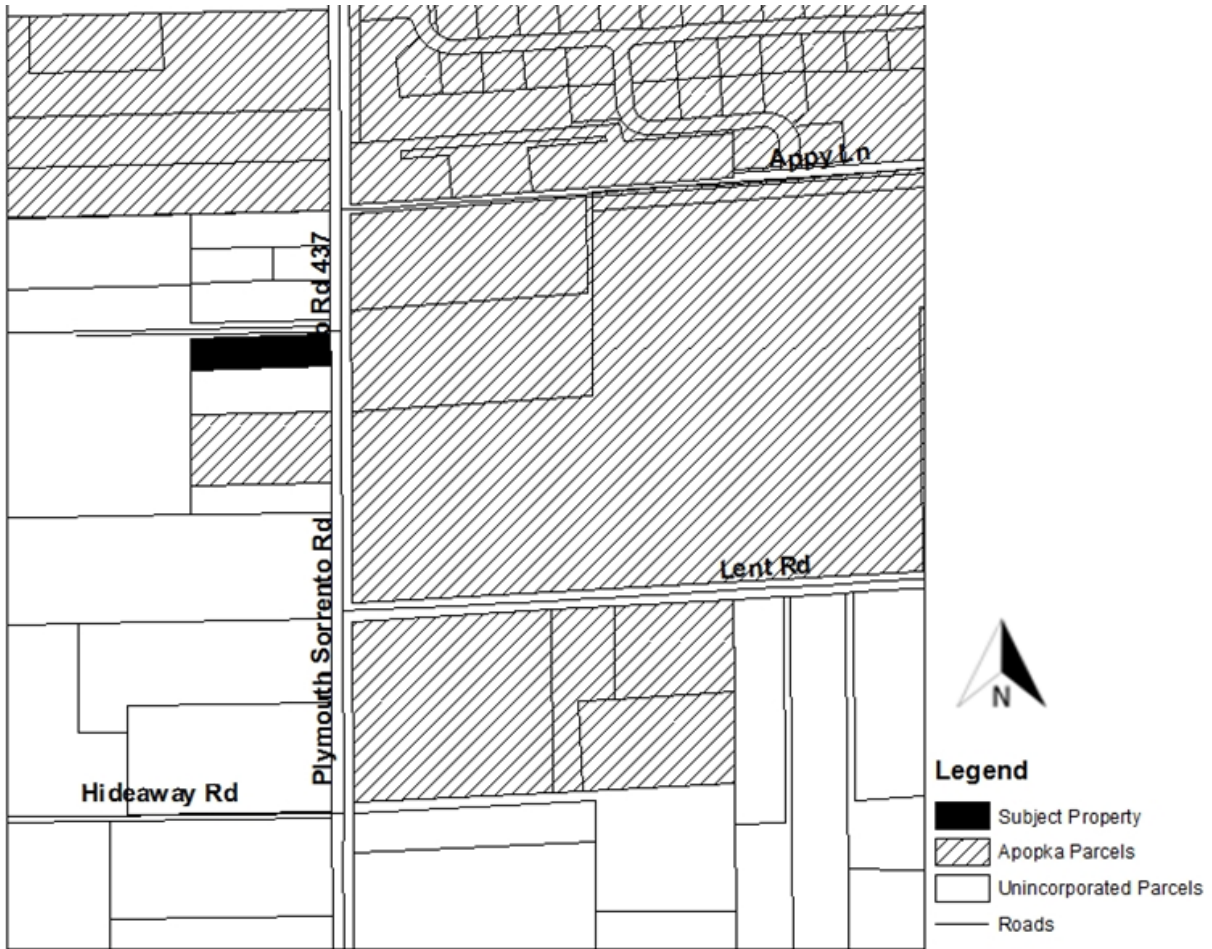 Appy Ln
o Rd 437
Lent Rd
Plymouth Sorrento Rd
Hideaway Rd
N
Legend
Subject Property
Apopka Parcels
Unincorporated Parcels
Roads